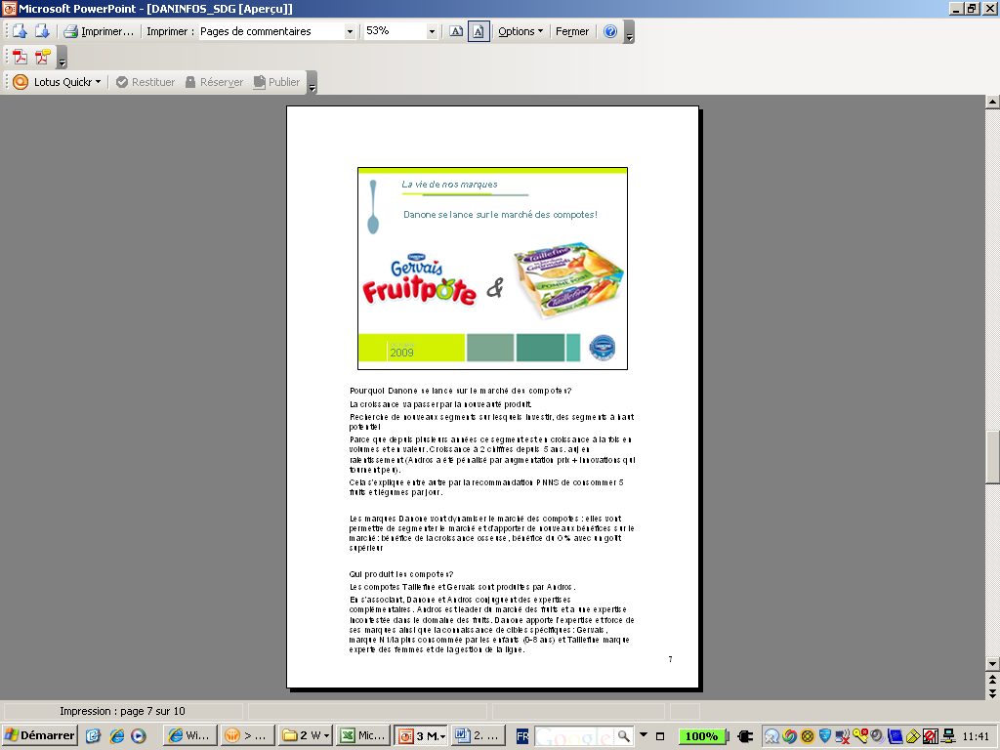 Microsoft PowerPoint - [DANINFOS_SDG [Aperçu]]
Imprimer... Imprimer : Pages de commentaires 53% Options Fermer
Lotus Quickr Restituer Réserver Publier
La vie de nos marques
Danone se lance sur le marché des compotes!
Gervais
Fruitpote & Taillefine
Taillefine
2009
Pourquoi Danone se lance sur le marché des compotes?
La croissance va passer par la nouveauté produit.
Recherche de nouveaux segments sur lesquels investir, des segments à haut
potentiel
Parce que depuis plusieurs années ce segment est en croissance à la fois en
volumes et en valeur. Croissance à 2 chiffres depuis 5 ans. auj en
ralentissement (Andros a été pénalisé par augmentation prix + innovations qui
tournent peu).
Cela s'explique entre autre par la recommandation PNNS de consommer 5
fruits et légumes par jour.
Les marques Danone vont dynamiser le marché des compotes : elles vont
permettre de segmenter le marché et d'apporter de nouveaux bénéfices sur le
marché: bénéfice de la croissance osseuse, bénéfice du 0% avec un goût
supérieur
Qui produit les compotes?
Les compotes Taillefine et Gervais sont produites par Andros.
En s'associant, Danone et Andros conjuguent des expertises
complémentaires. Andros est leader du marché des fruits et a une expertise
incontestée dans le domaine des fruits. Danone apporte l'expertise et force de
ses marques ainsi que la connaissance de cibles spécifiques: Gervais,
marque N1/la plus consommée par les enfants (0-8 ans) et Taillefine marque
experte des femmes et de la gestion de la ligne.
7
Impression : page 7 sur 10
Démarrer Wi... > ... 2 W Mic... 3 M. 2. ... FR Google 100% 11:41